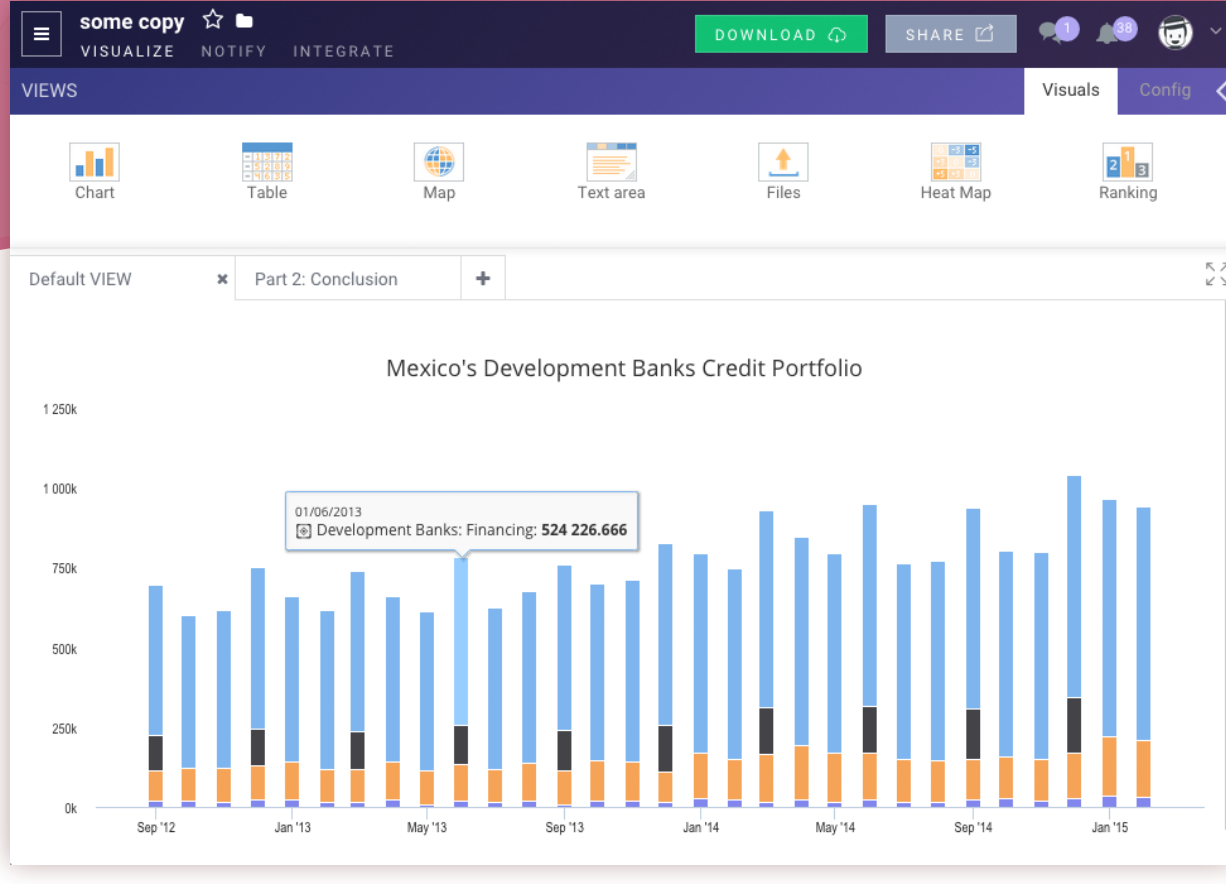 some copy
VISUALIZE NOTIFY INTEGRATE
DOWNLOAD SHARE 1 38
VIEWS Visuals Config
Chart Table Map Text area Files Heat Map Ranking
2 1 3
Default VIEW Part 2: Conclusion
Mexico's Development Banks Credit Portfolio
1 250k
1 000k
01/06/2013
Development Banks: Financing: 524 226.666
750k
500k
250k
0k
Sep '12 Jan '13 May '13 Sep '13 Jan '14 May '14 Sep '14 Jan '15